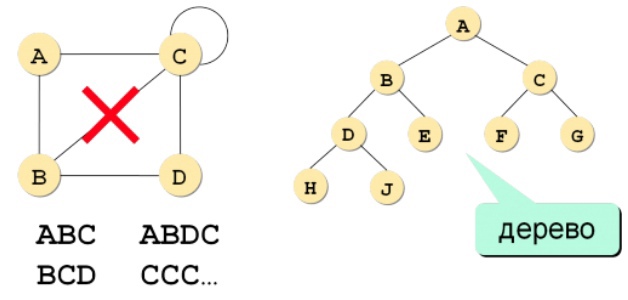 A C
B D
ABC ABDC
BCD CCC…
A
B C
D E F G
H J
дерево